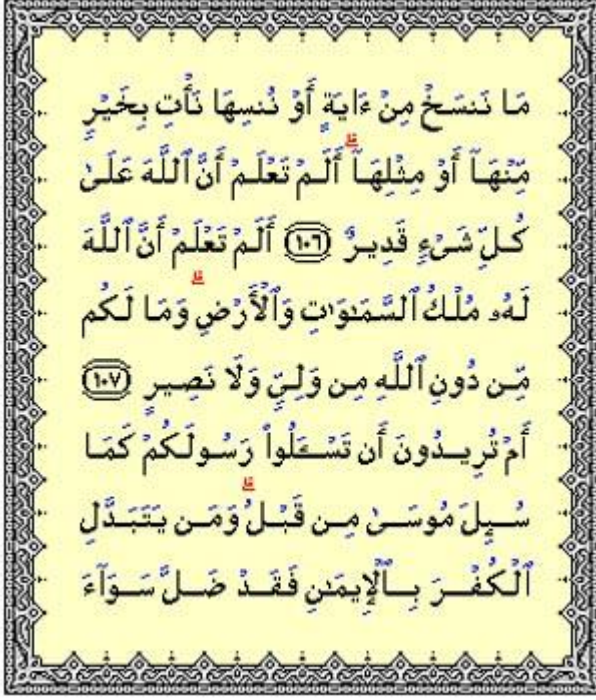 مَا نَنسَخْ مِنْ ءَايَةٍ أَوْ نُنسِهَا نَأْتِ بِخَيْرٍ
مِّنْهَآ أَوْ مِثْلِهَآ ۗ أَلَمْ تَعْلَمْ أَنَّ ٱللَّهَ عَلَىٰ
كُلِّ شَىْءٍ قَدِيرٌ ﴿١٠٦﴾ أَلَمْ تَعْلَمْ أَنَّ ٱللَّهَ
لَهُۥ مُلْكُ ٱلسَّمَـٰوَٰتِ وَٱلْأَرْضِ ۗ وَمَا لَكُم
مِّن دُونِ ٱللَّهِ مِن وَلِىٍّ وَلَا نَصِيرٍ ﴿١٠٧﴾
أَمْ تُرِيدُونَ أَن تَسْـَٔلُوا۟ رَسُولَكُمْ كَمَا
سُئِلَ مُوسَىٰ مِن قَبْلُ ۗ وَمَن يَتَبَدَّلِ
ٱلْكُفْرَ بِٱلْإِيمَـٰنِ فَقَدْ ضَلَّ سَوَآءَ